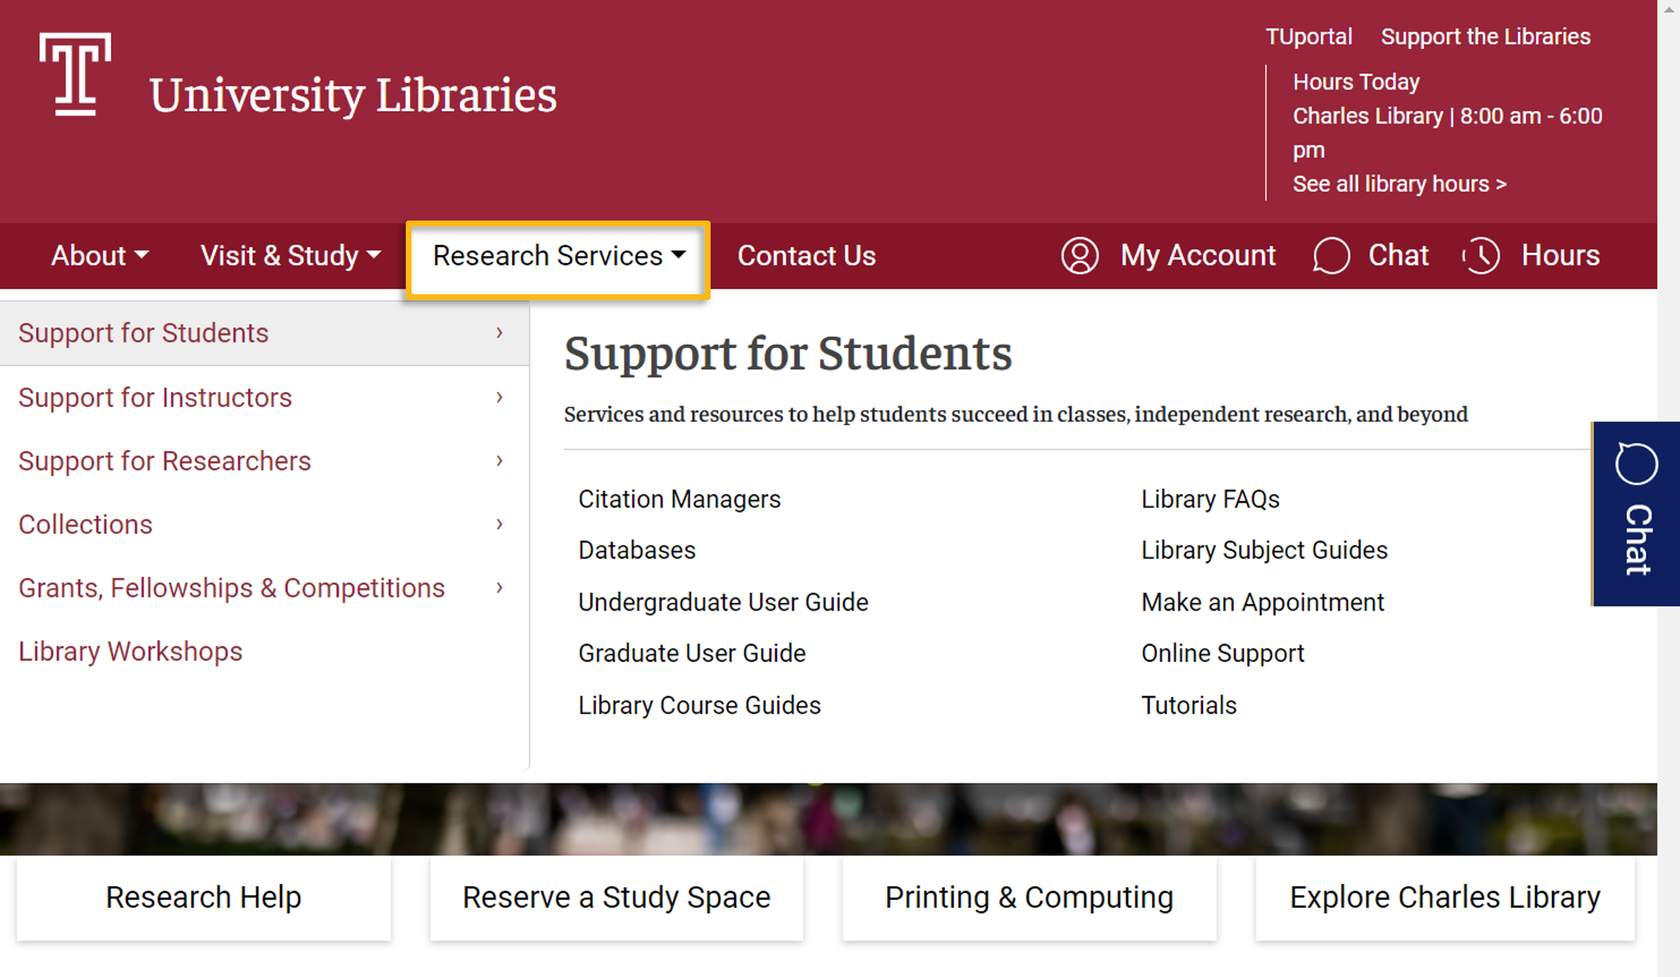 TUportal Support the Libraries
University Libraries
Hours Today
Charles Library | 8:00 am - 6:00
pm
See all library hours >
About Visit & Study Research Services Contact Us My Account Chat Hours
Support for Students
Support for Instructors
Support for Researchers
Collections
Grants, Fellowships & Competitions
Library Workshops
Support for Students
Services and resources to help students succeed in classes, independent research, and beyond
Citation Managers
Databases
Undergraduate User Guide
Graduate User Guide
Library Course Guides
Library FAQs
Library Subject Guides
Make an Appointment
Online Support
Tutorials
Chat
Research Help
Reserve a Study Space
Printing & Computing
Explore Charles Library